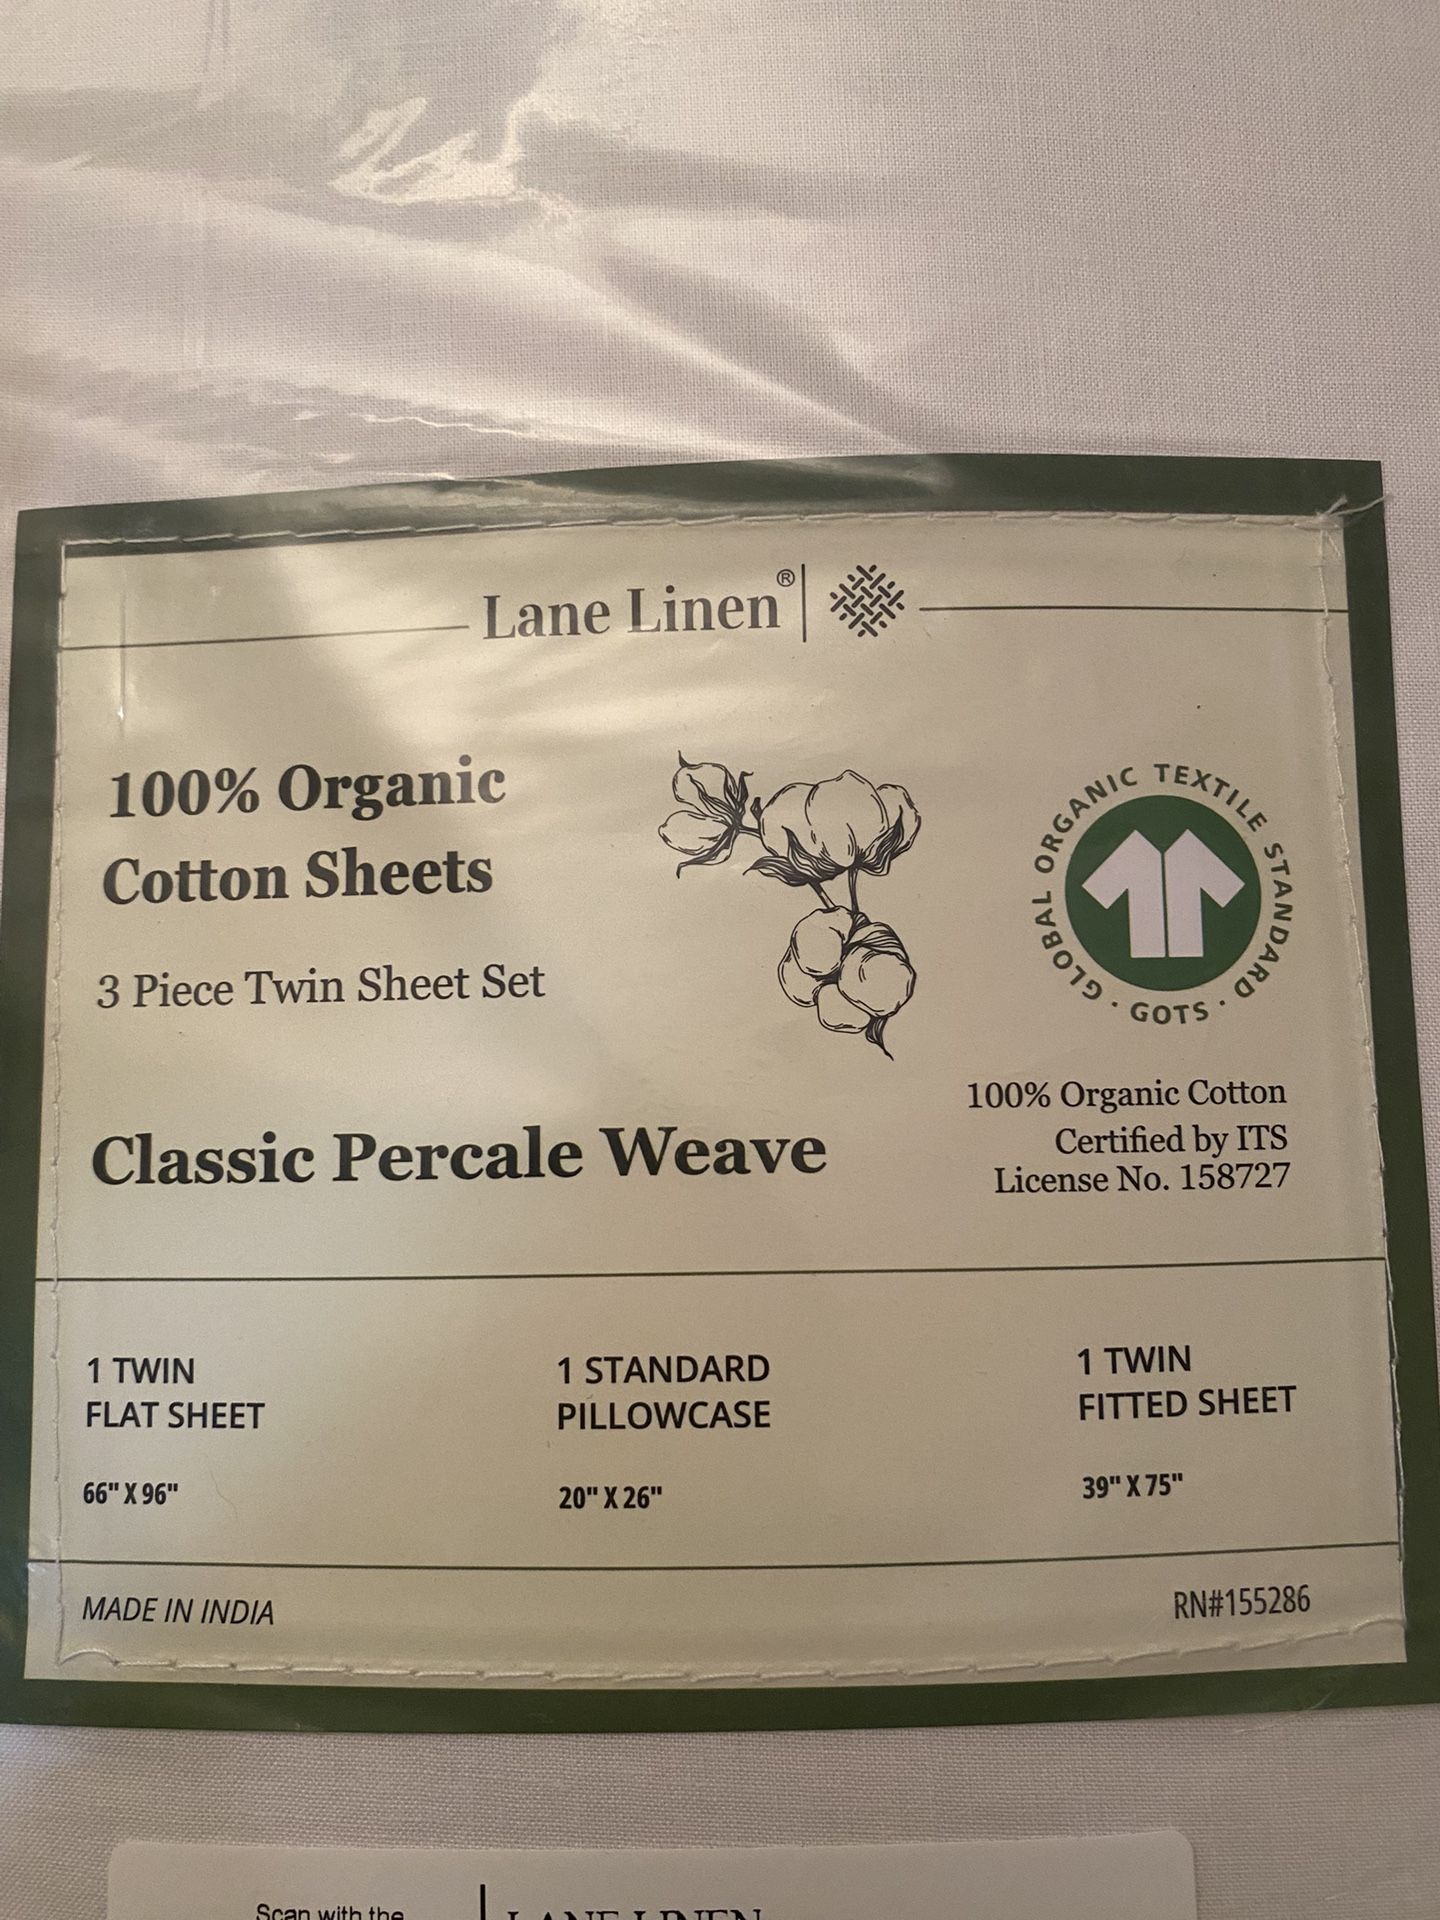 Lane Linen®
100% Organic
Cotton Sheets
3 Piece Twin Sheet Set
Classic Percale Weave
GLOBAL ORGANIC TEXTILE STANDARD · GOTS ·
100% Organic Cotton
Certified by ITS
License No. 158727
1 TWIN
FLAT SHEET
66" X 96"
1 STANDARD
PILLOWCASE
20" X 26"
1 TWIN
FITTED SHEET
39" X 75"
MADE IN INDIA
RN#155286
Scan with the
LANE LINEN